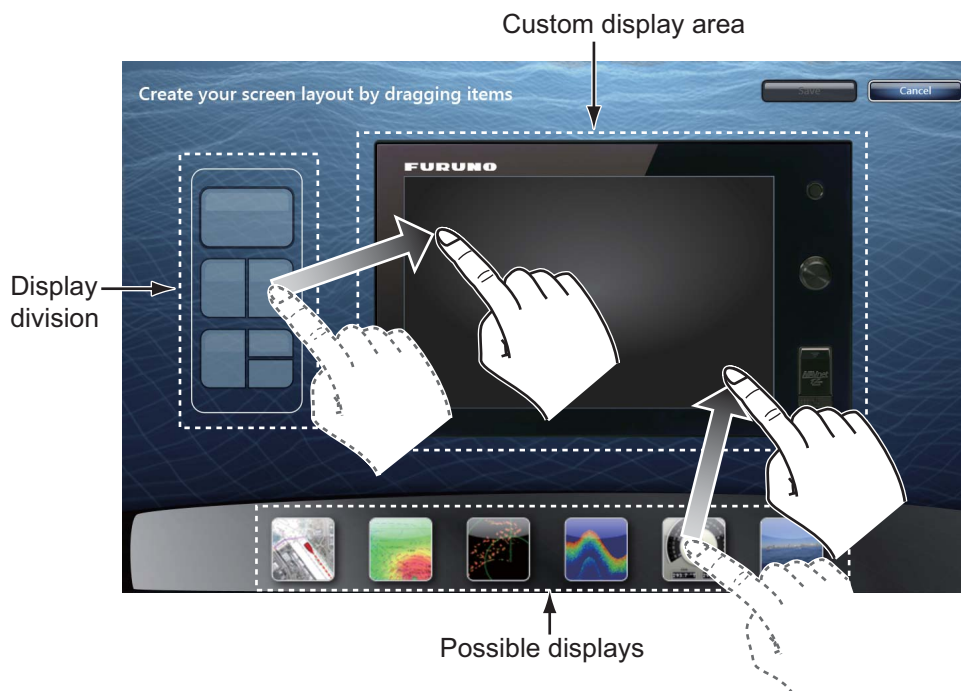 Custom display area
Create your screen layout by dragging items
Save
Cancel
FURUNO
Display
division
Possible displays